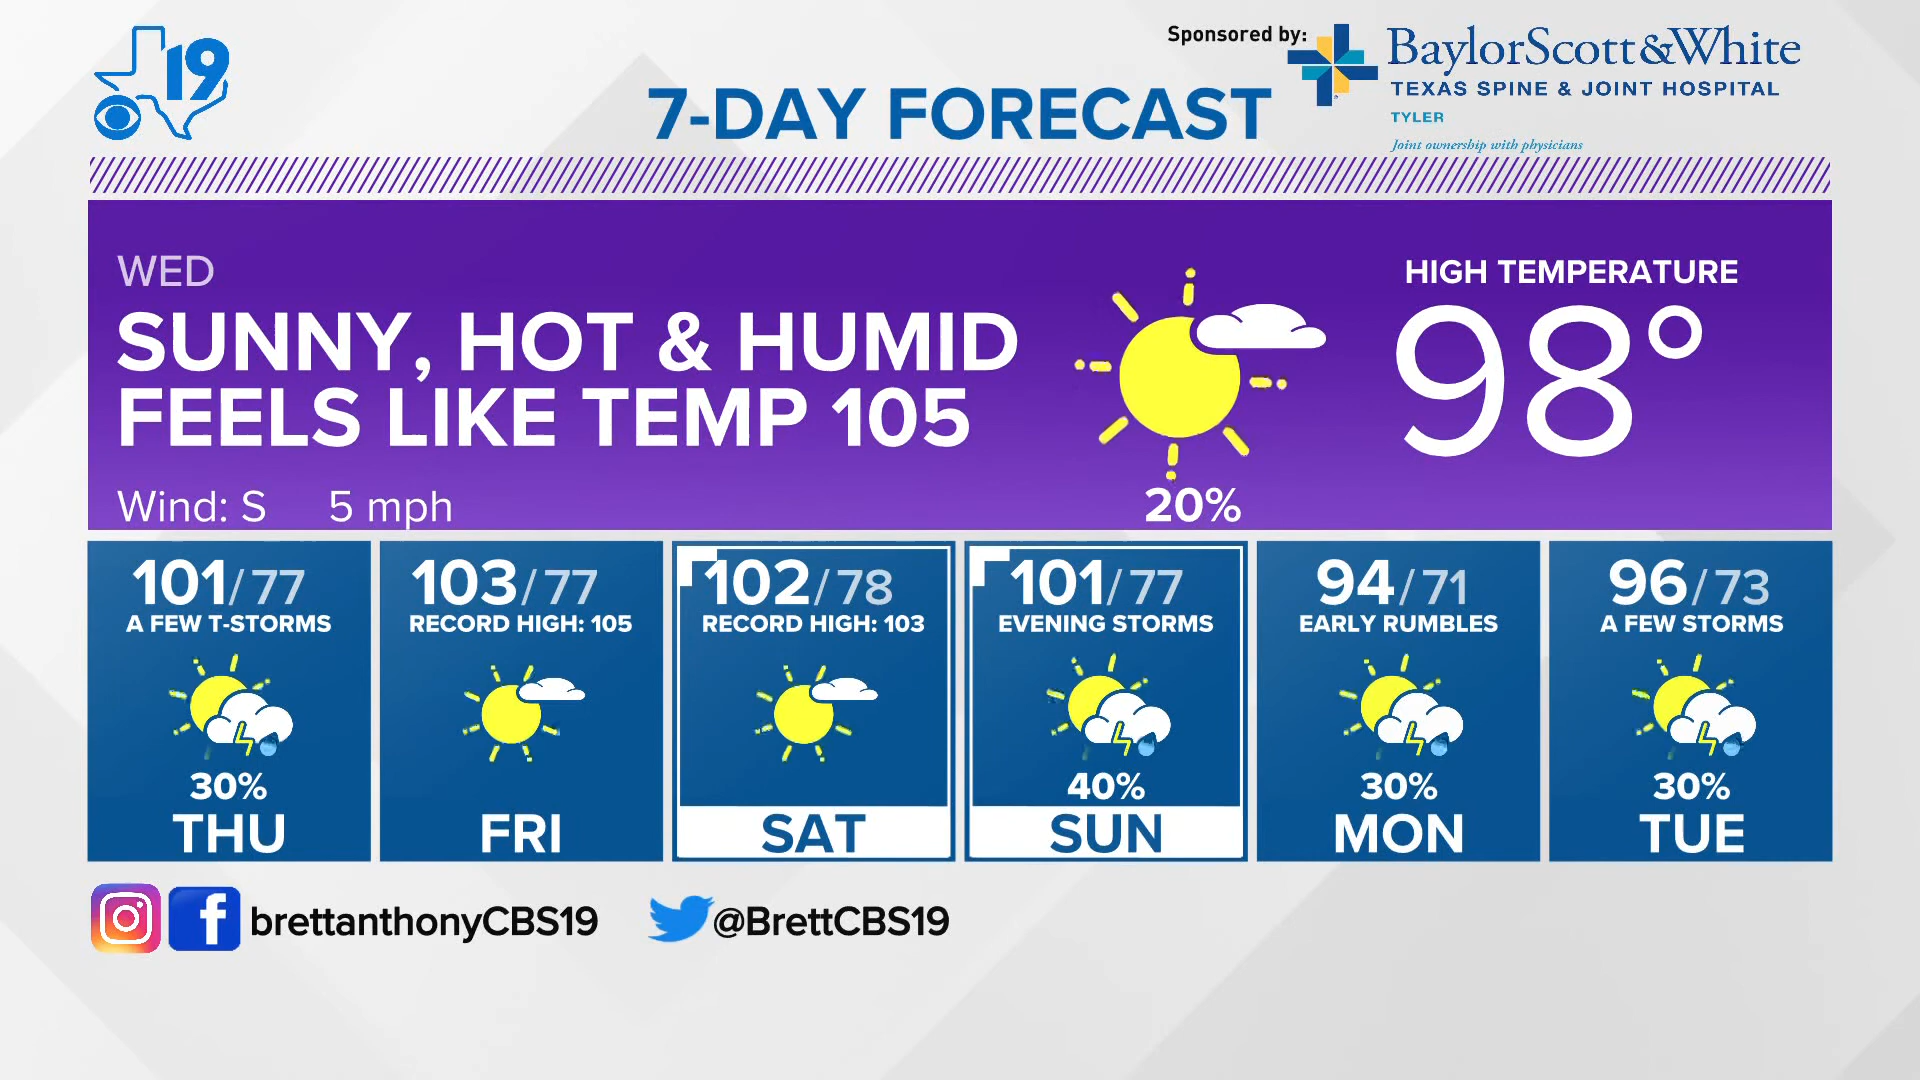 19
Sponsored by:
BaylorScott&White
TEXAS SPINE & JOINT HOSPITAL
TYLER
Joint ownership with physicians
7-DAY FORECAST
WED
SUNNY, HOT & HUMID
FEELS LIKE TEMP 105
Wind: S 5 mph
20%
HIGH TEMPERATURE
98°
101/77
A FEW T-STORMS
30%
THU
103/77
RECORD HIGH: 105
FRI
102/78
RECORD HIGH: 103
SAT
101/77
EVENING STORMS
40%
SUN
94/71
EARLY RUMBLES
30%
MON
96/73
A FEW STORMS
30%
TUE
brettanthonyCBS19
@BrettCBS19